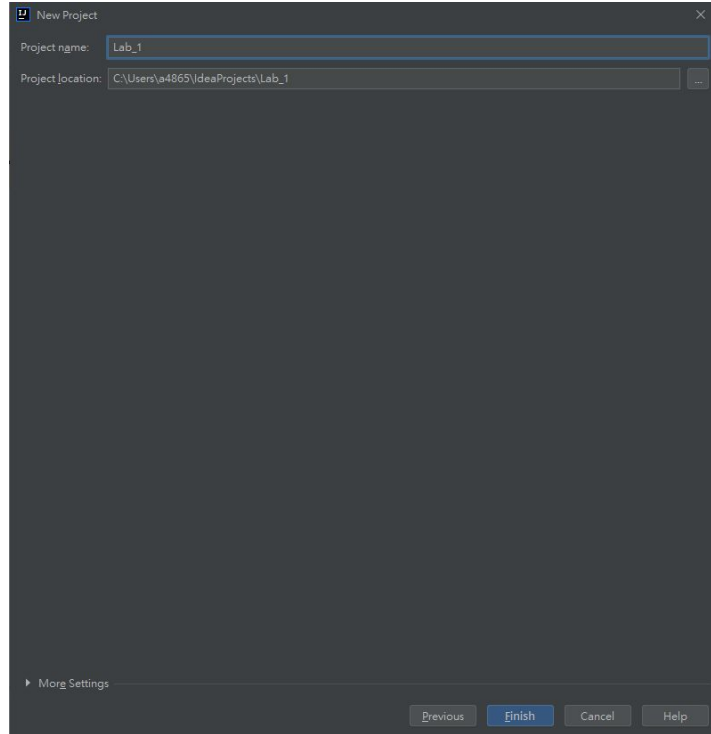 New Project
Project name: Lab_1
Project location: C:\Users\a4865\IdeaProjects\Lab_1 ...
More Settings
Previous Finish Cancel Help